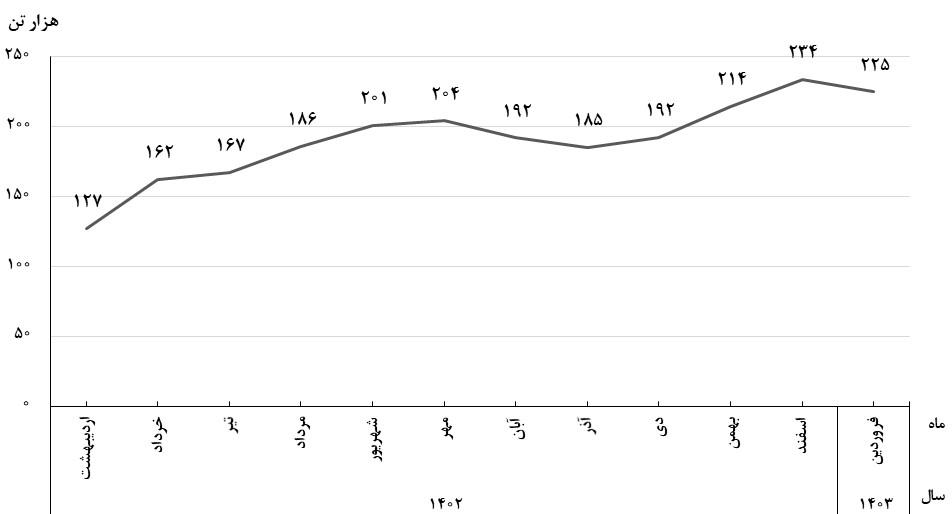 هزار تن
۲۵۰
۲۰۰
۱۵۰
۱۰۰
۵۰
۰
۱۲۷
۱۶۲
۱۶۷
۱۸۶
۲۰۱
۲۰۴
۱۹۲
۱۸۵
۱۹۲
۲۱۴
۲۳۴
۲۲۵
اردیبهشت
خرداد
تیر
مرداد
شهریور
مهر
آبان
آذر
دی
بهمن
اسفند
فروردین
ماه
۱۴۰۲
۱۴۰۳
سال